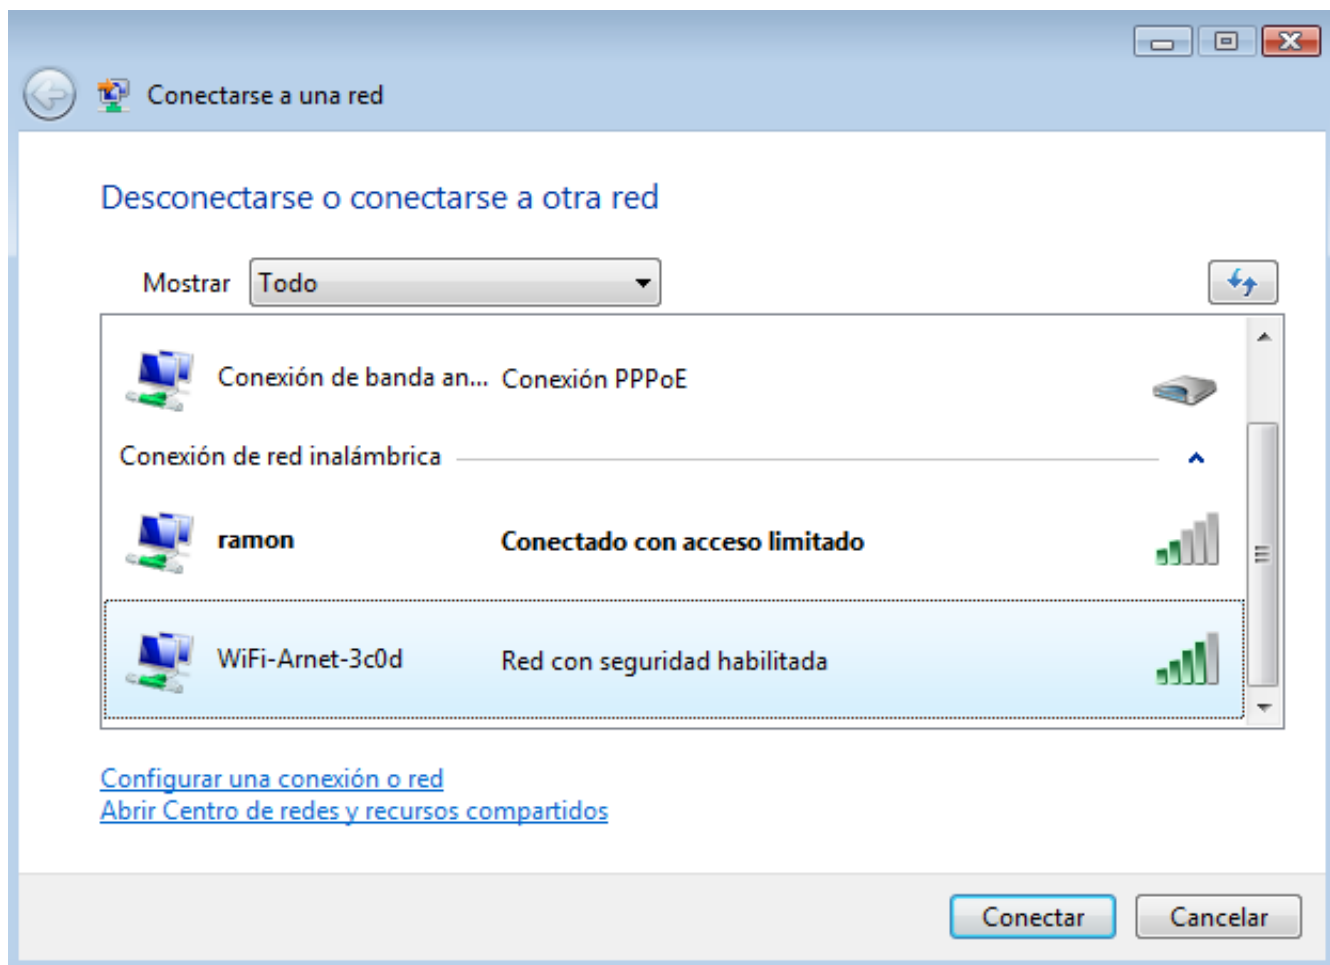 Conectarse a una red
Desconectarse o conectarse a otra red
Mostrar Todo
Conexión de banda an... Conexión PPPoE
Conexión de red inalámbrica
ramon Conectado con acceso limitado
WiFi-Arnet-3c0d Red con seguridad habilitada
Configurar una conexión o red
Abrir Centro de redes y recursos compartidos
Conectar Cancelar